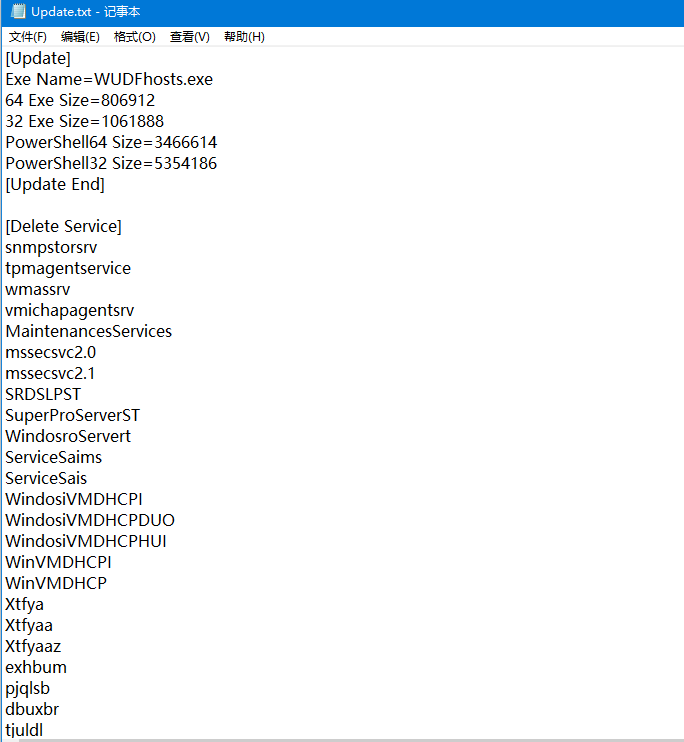 Update.txt - 记事本
文件(F) 编辑(E) 格式(O) 查看(V) 帮助(H)
[Update]
Exe Name=WUDFhosts.exe
64 Exe Size=806912
32 Exe Size=1061888
PowerShell64 Size=3466614
PowerShell32 Size=5354186
[Update End]
[Delete Service]
snmpstorsrv
tpmagentservice
wmassrv
vmichapagentsrv
MaintenancesServices
mssecsvc2.0
mssecsvc2.1
SRDSLPST
SuperProServerST
WindosroServert
ServiceSaims
ServiceSais
WindosiVMDHCPI
WindosiVMDHCPDUO
WindosiVMDHCPHUI
WinVMDHCPI
WinVMDHCP
Xtfya
Xtfyaa
Xtfyaaz
exhbum
pjqlsb
dbuxbr
tjuldl